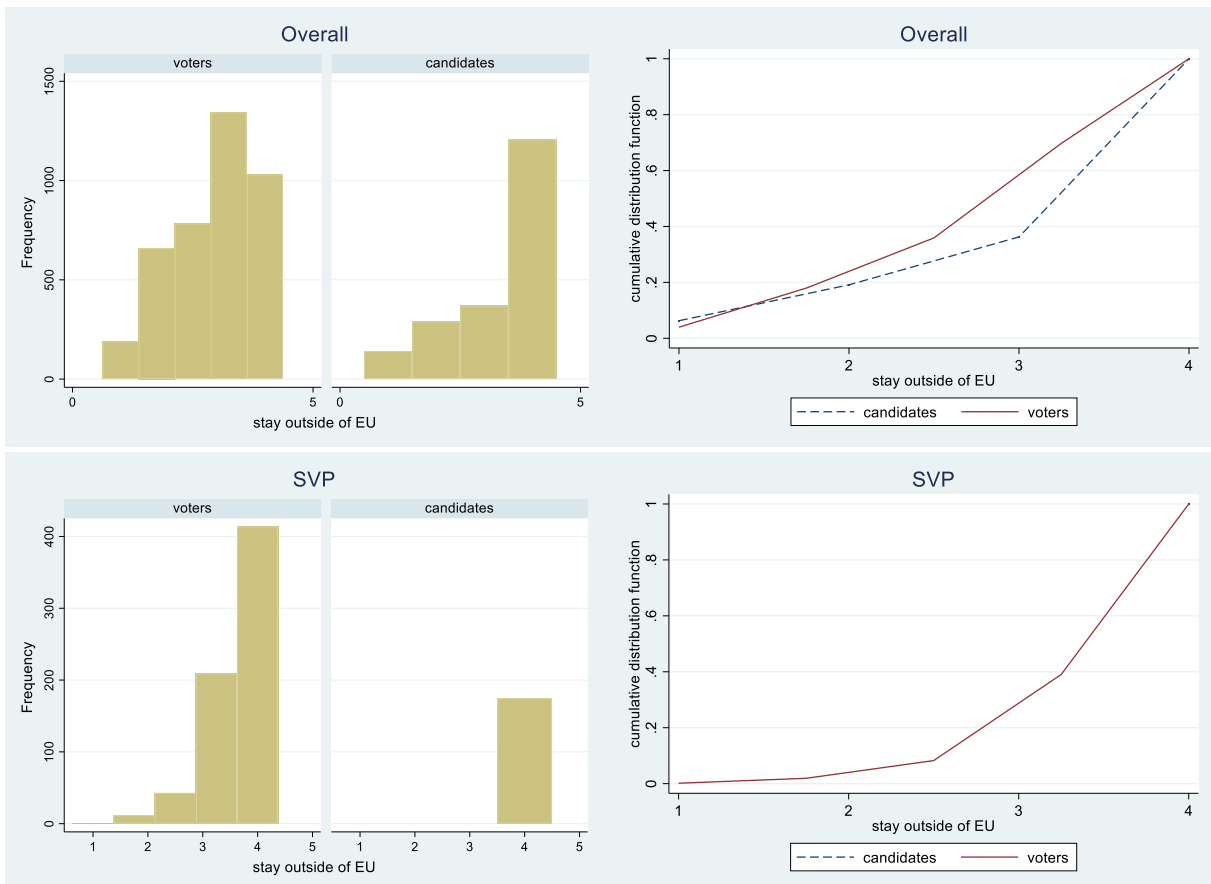 Overall
voters candidates
Frequency
0 500 1000 1500
0 5 0 5
stay outside of EU
Overall
cumulative distribution function
0 .2 .4 .6 .8 1
1 2 3 4
stay outside of EU
candidates voters
SVP
voters candidates
Frequency
0 100 200 300 400
1 2 3 4 5 1 2 3 4 5
stay outside of EU
SVP
cumulative distribution function
0 .2 .4 .6 .8 1
1 2 3 4
stay outside of EU
candidates voters